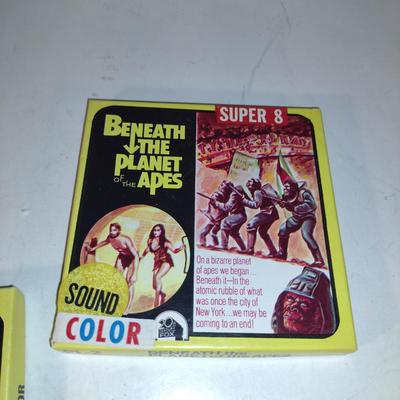 SUPER 8
BENEATH
THE
PLANET
OF THE APES
On a bizarre planet
of apes we began...
Beneath it—In the
atomic rubble of what
was once the city of
New York...we may be
coming to an end!
SOUND
COLOR
FOX